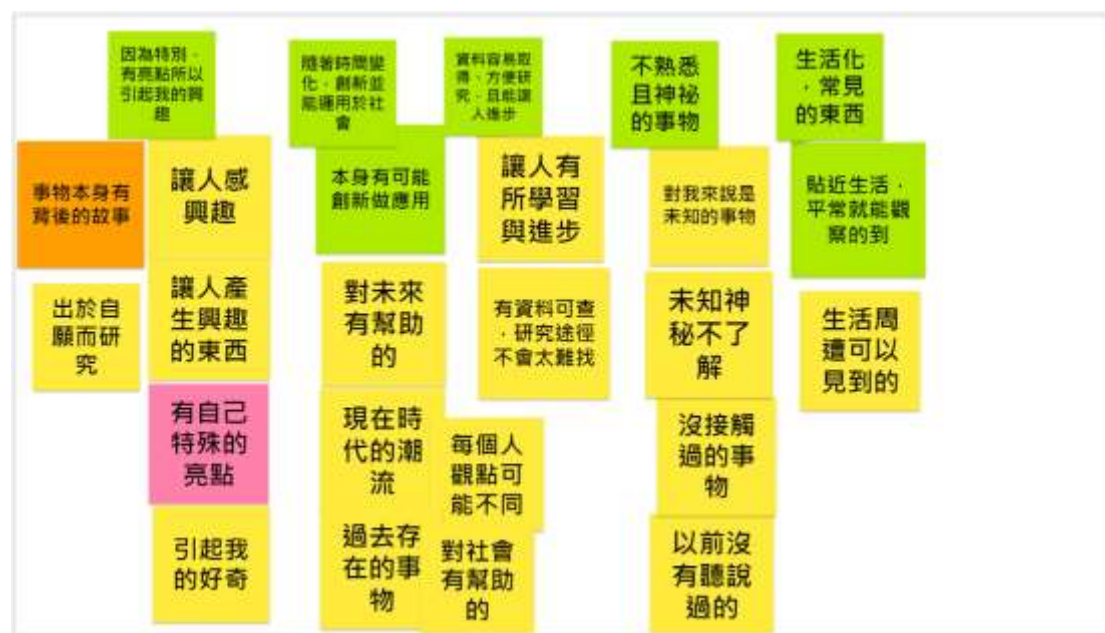 因為特別、
有亮點所以
引起我的興
趣
隨著時間變
化、創新並
能運用於社
會
資料容易取
得、方便研
究、且能讓
人進步
不熟悉
且神祕
的事物
生活化
、常見
的東西
事物本身有
背後的故事
讓人感
興趣
本身有可能
創新做應用
讓人有
所學習
與進步
對我來說是
未知的事物
貼近生活，
平常就能觀
察的到
出於自
願而研
究
讓人產
生興趣
的東西
對未來
有幫助
的
有資料可查
，研究途徑
不會太難找
未知神
秘不了
解
生活周
遭可以
見到的
有自己
特殊的
亮點
現在時
代的潮
流
每個人
觀點可
能不同
沒接觸
過的事
物
引起我
的好奇
過去存
在的事
物
對社會
有幫助
的
以前沒
有聽說
過的